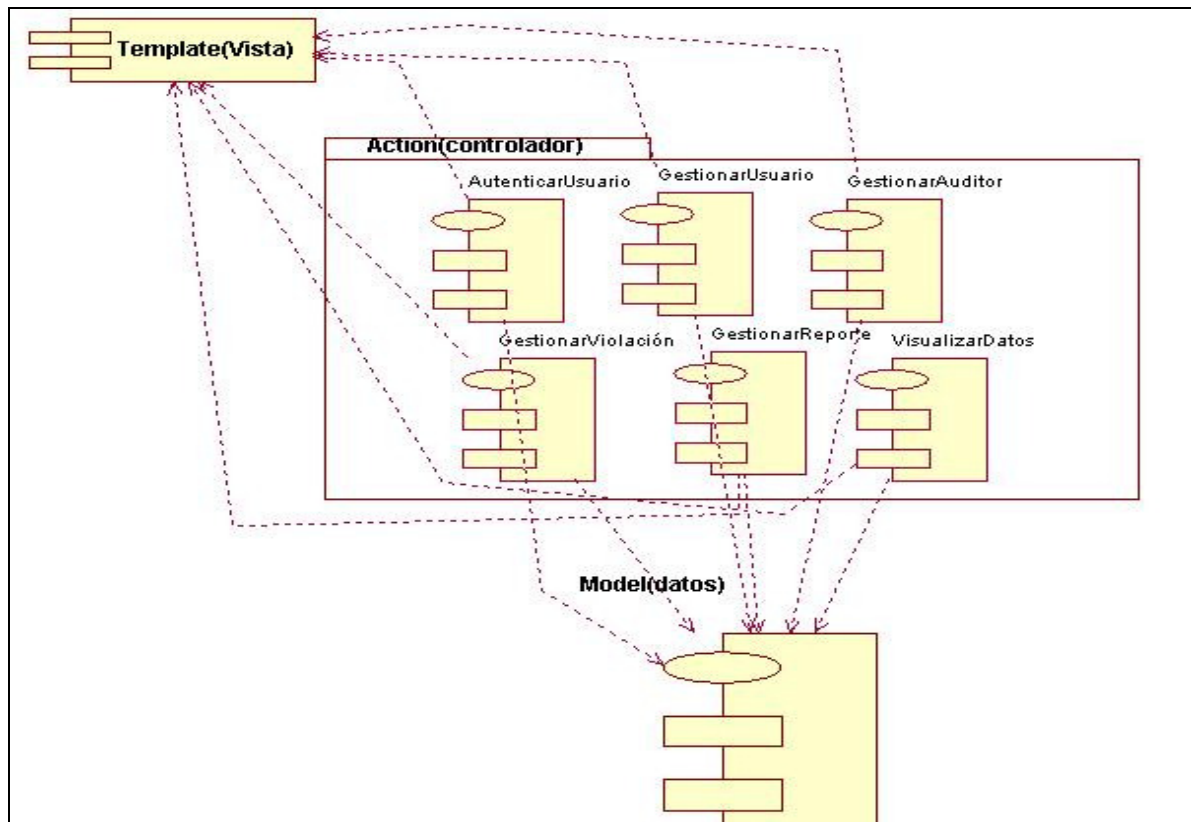 Template(Vista)
Action(controlador)
AutenticarUsuario
GestionarUsuario
GestionarAuditor
GestionarViolación
GestionarReporte
VisualizarDatos
Model(datos)